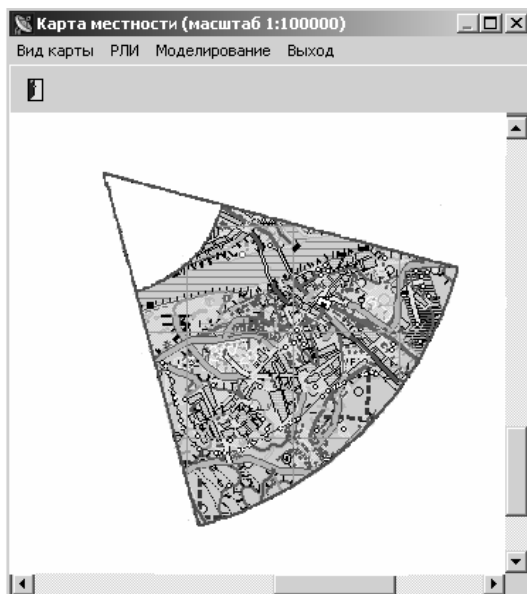 Карта местности (масштаб 1:100000)
Вид карты РЛИ Моделирование Выход